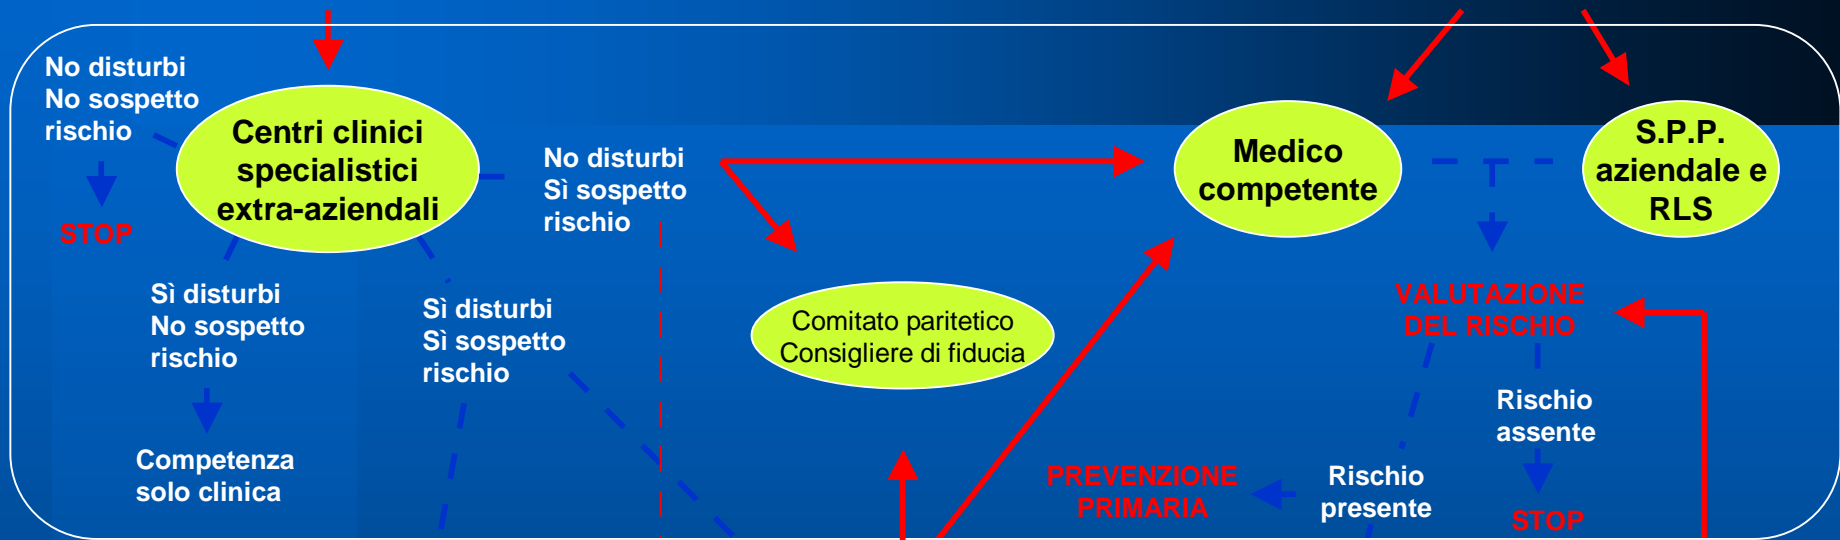 No disturbi
No sospetto
rischio
STOP
Centri clinici
specialistici
extra-aziendali
No disturbi
Sì sospetto
rischio
Medico
competente
S.P.P.
aziendale e
RLS
Sì disturbi
No sospetto
rischio
Sì disturbi
Sì sospetto
rischio
Comitato paritetico
Consigliere di fiducia
VALUTAZIONE
DEL RISCHIO
Competenza
solo clinica
PREVENZIONE
PRIMARIA
Rischio
presente
Rischio
assente
STOP